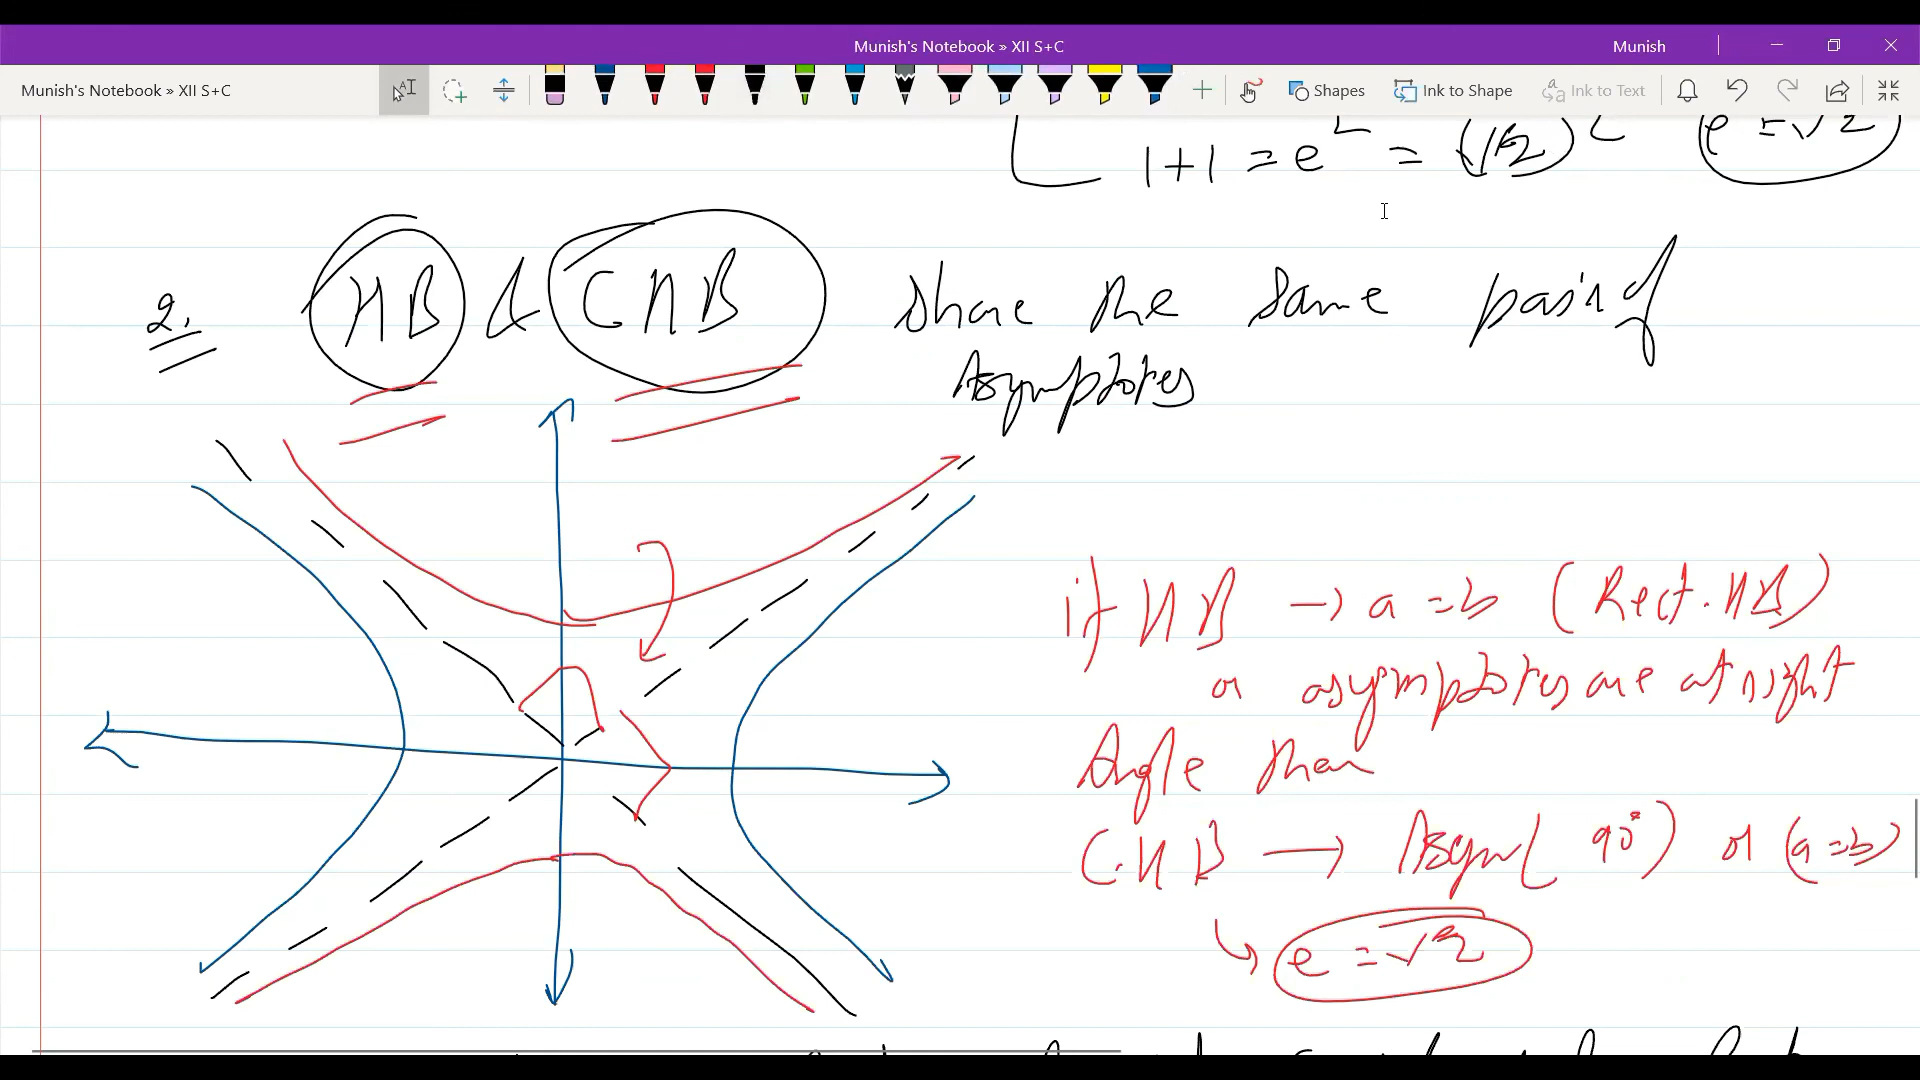 Munish's Notebook » XII S+C
Munish
Munish's Notebook » XII S+C
Shapes
Ink to Shape
Ink to Text
1+1 = e² = (√2)² e = √2
2. HB & CHB share the same pair of
Asymptotes
if HB → a = b (Rect. HB)
or asymptotes are at right
Angle then
C.HB → Asym( 90°) or (a = b)
e = √2